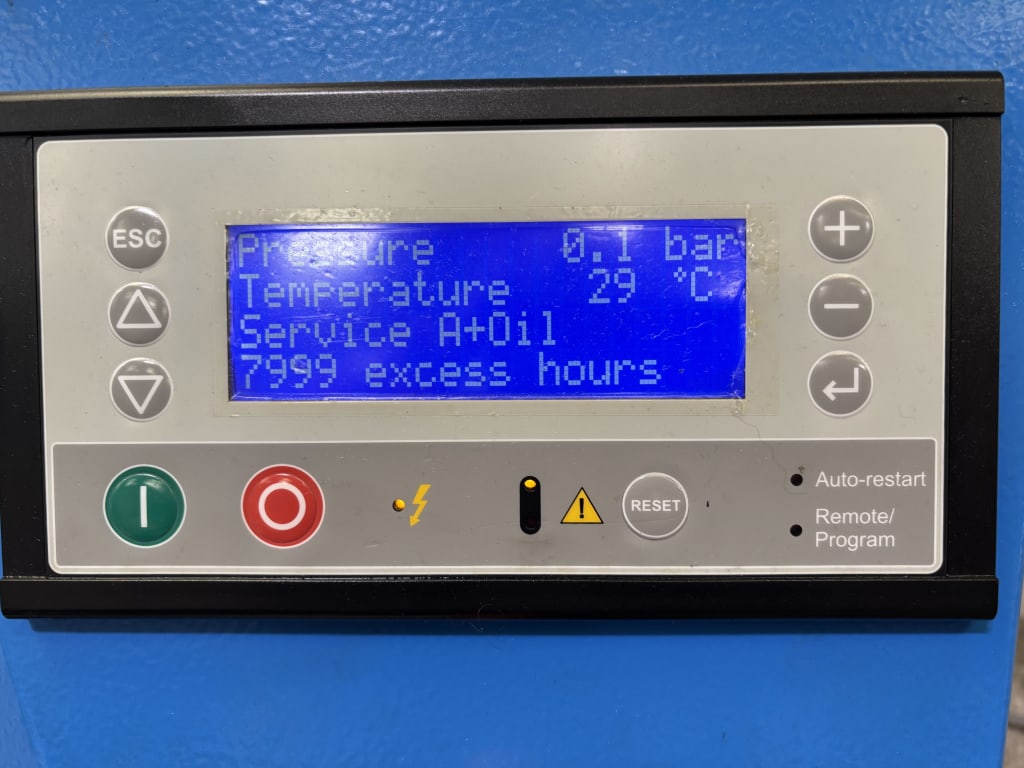 ESC
Pressure 0.1 bar
Temperature 29 °C
Service A+Oil
7999 excess hours
RESET
Auto-restart
Remote/
Program